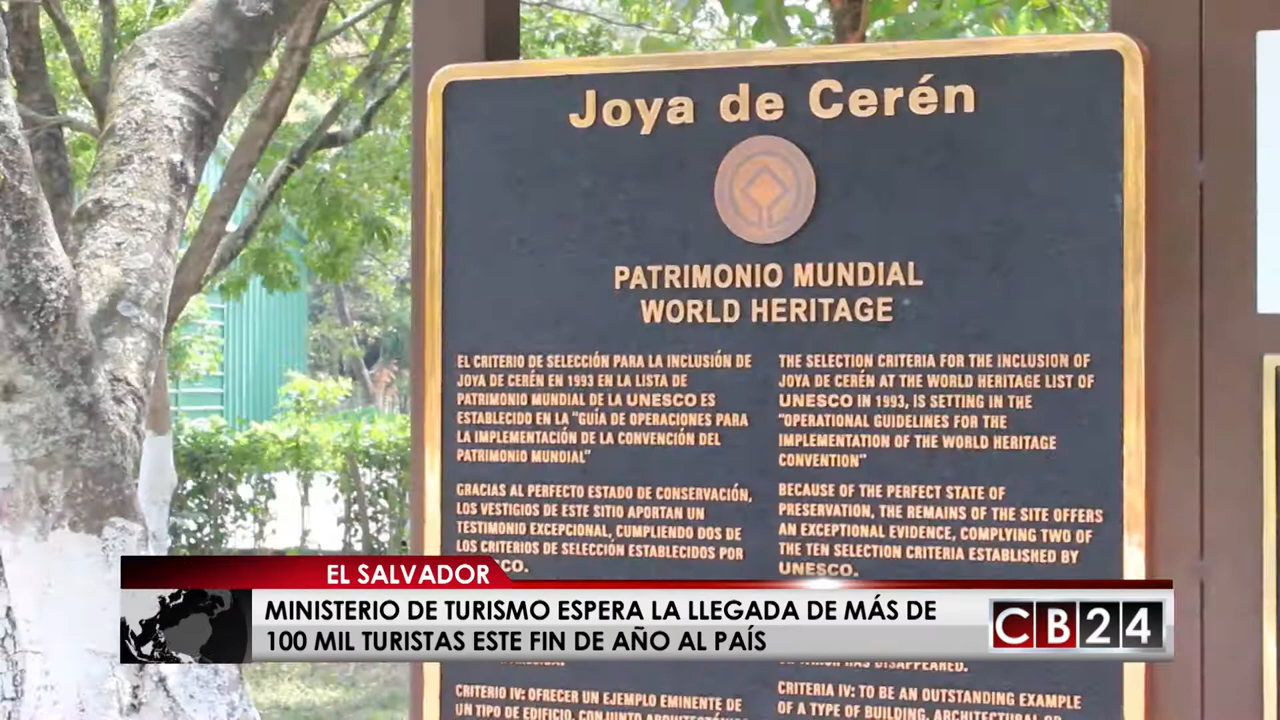 Joya de Cerén
PATRIMONIO MUNDIAL
WORLD HERITAGE
EL CRITERIO DE SELECCIÓN PARA LA INCLUSIÓN DE
JOYA DE CERÉN EN 1993 EN LA LISTA DE
PATRIMONIO MUNDIAL DE LA UNESCO ES
ESTABLECIDO EN LA "GUÍA DE OPERACIONES PARA
LA IMPLEMENTACIÓN DE LA CONVENCIÓN DEL
PATRIMONIO MUNDIAL"
GRACIAS AL PERFECTO ESTADO DE CONSERVACIÓN,
LOS VESTIGIOS DE ESTE SITIO APORTAN UN
TESTIMONIO EXCEPCIONAL, CUMPLIENDO DOS DE
LOS CRITERIOS DE SELECCIÓN ESTABLECIDOS POR
CRITERIO IV: OFRECER UN EJEMPLO EMINENTE DE
UN TIPO DE EDIFICIO, CONJUNTO ARQUITECTÓNICO
THE SELECTION CRITERIA FOR THE INCLUSION OF
JOYA DE CERÉN AT THE WORLD HERITAGE LIST OF
UNESCO IN 1993, IS SETTING IN THE
"OPERATIONAL GUIDELINES FOR THE
IMPLEMENTATION OF THE WORLD HERITAGE
CONVENTION"
BECAUSE OF THE PERFECT STATE OF
PRESERVATION, THE REMAINS OF THE SITE OFFERS
AN EXCEPTIONAL EVIDENCE, COMPLYING TWO OF
THE TEN SELECTION CRITERIA ESTABLISHED BY
UNESCO.
HAS DISAPPEARED.
CRITERIA IV: TO BE AN OUTSTANDING EXAMPLE
OF A TYPE OF BUILDING, ARCHITECTURAL OR
EL SALVADOR
MINISTERIO DE TURISMO ESPERA LA LLEGADA DE MÁS DE
100 MIL TURISTAS ESTE FIN DE AÑO AL PAÍS
CB24